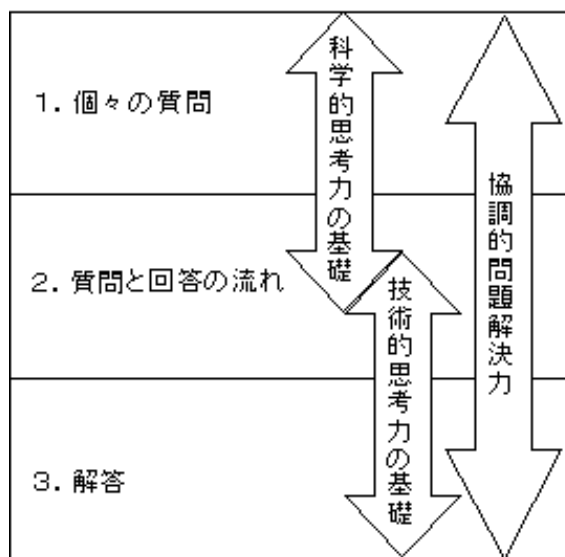 1. 個々の質問
2. 質問と回答の流れ
3. 解答
科学的思考力の基礎
技術的思考力の基礎
協調的問題解決力